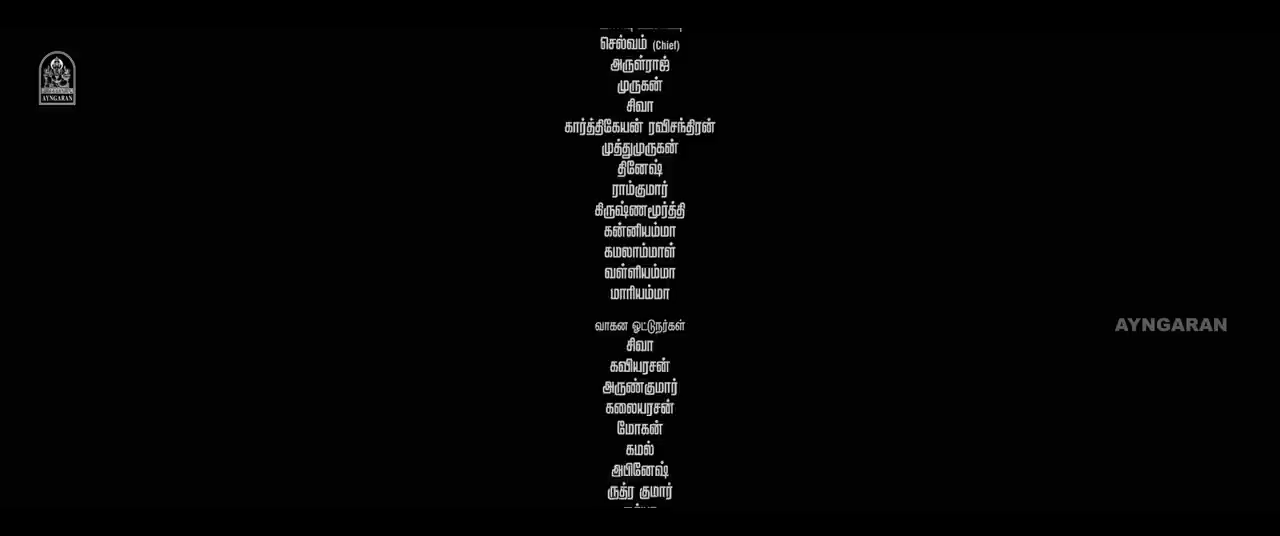 செல்வம் (Chief)
அருள்ராஜ்
முருகன்
சிவா
கார்த்திகேயன் ரவிசந்திரன்
முத்துமுருகன்
தினேஷ்
ராம்குமார்
கிருஷ்ணமூர்த்தி
கன்னியம்மா
கமலாம்மாள்
வள்ளியம்மா
மாரியம்மா
வாகன ஓட்டுநர்கள்
சிவா
கவியரசன்
அருண்குமார்
கலையரசன்
மோகன்
கமல்
அபினேஷ்
ருத்ர குமார்
AYNGARAN
AYNGARAN